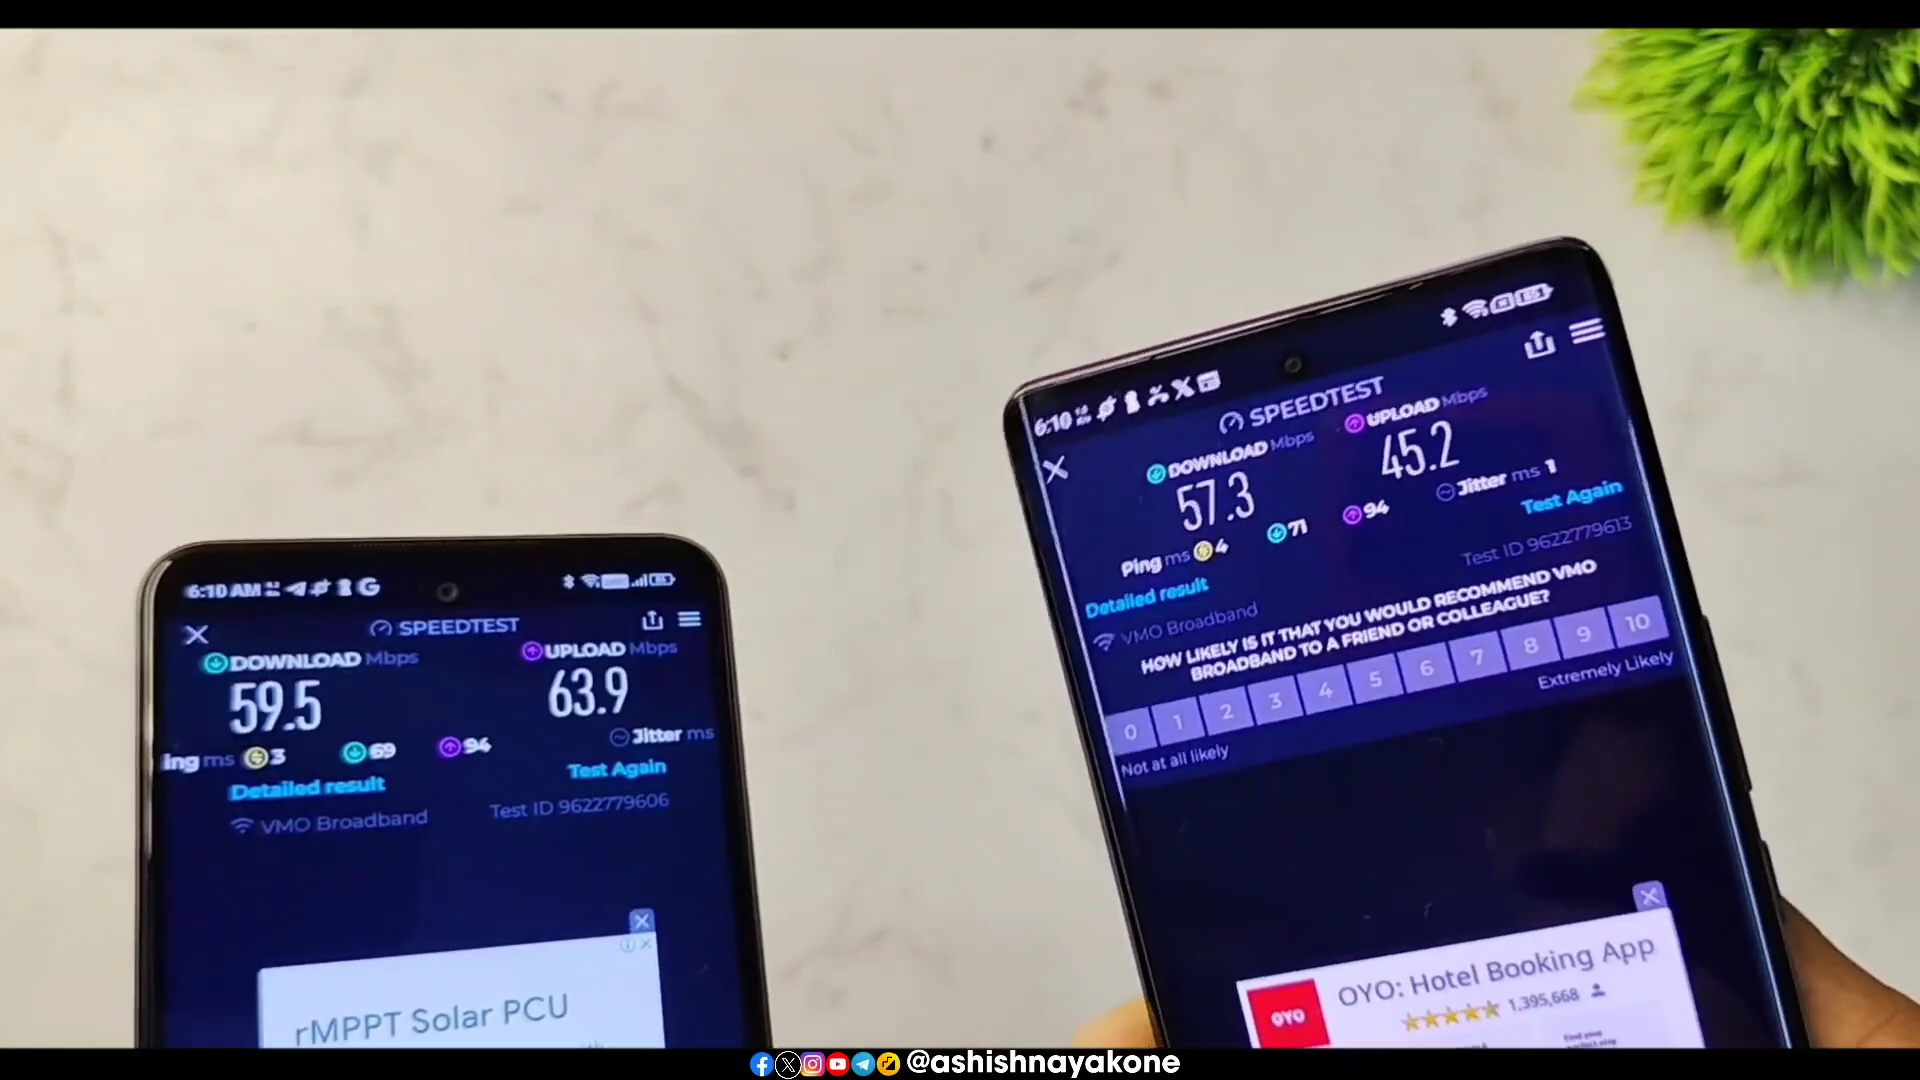 6:10 AM
SPEEDTEST
DOWNLOAD Mbps
59.5
UPLOAD Mbps
63.9
ing ms 3 69 94 Jitter ms
Detailed result
Test Again
VMO Broadband
Test ID 9622779606
rMPPT Solar PCU
6:10
SPEEDTEST
DOWNLOAD Mbps
57.3
UPLOAD Mbps
45.2
Ping ms 4 71 94 Jitter ms 1
Detailed result
Test Again
VMO Broadband
Test ID 9622779613
HOW LIKELY IS IT THAT YOU WOULD RECOMMEND VMO
BROADBAND TO A FRIEND OR COLLEAGUE?
0 1 2 3 4 5 6 7 8 9 10
Not at all likely
Extremely Likely
OYO
OYO: Hotel Booking App
1,395,668
@ashishnayakone